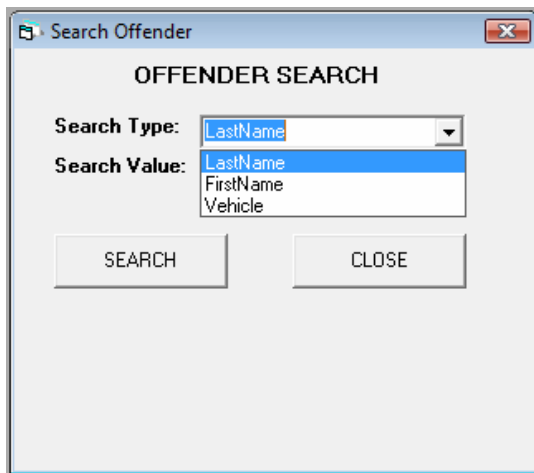 Search Offender
OFFENDER SEARCH
Search Type: LastName
Search Value: LastName
FirstName
Vehicle
SEARCH CLOSE